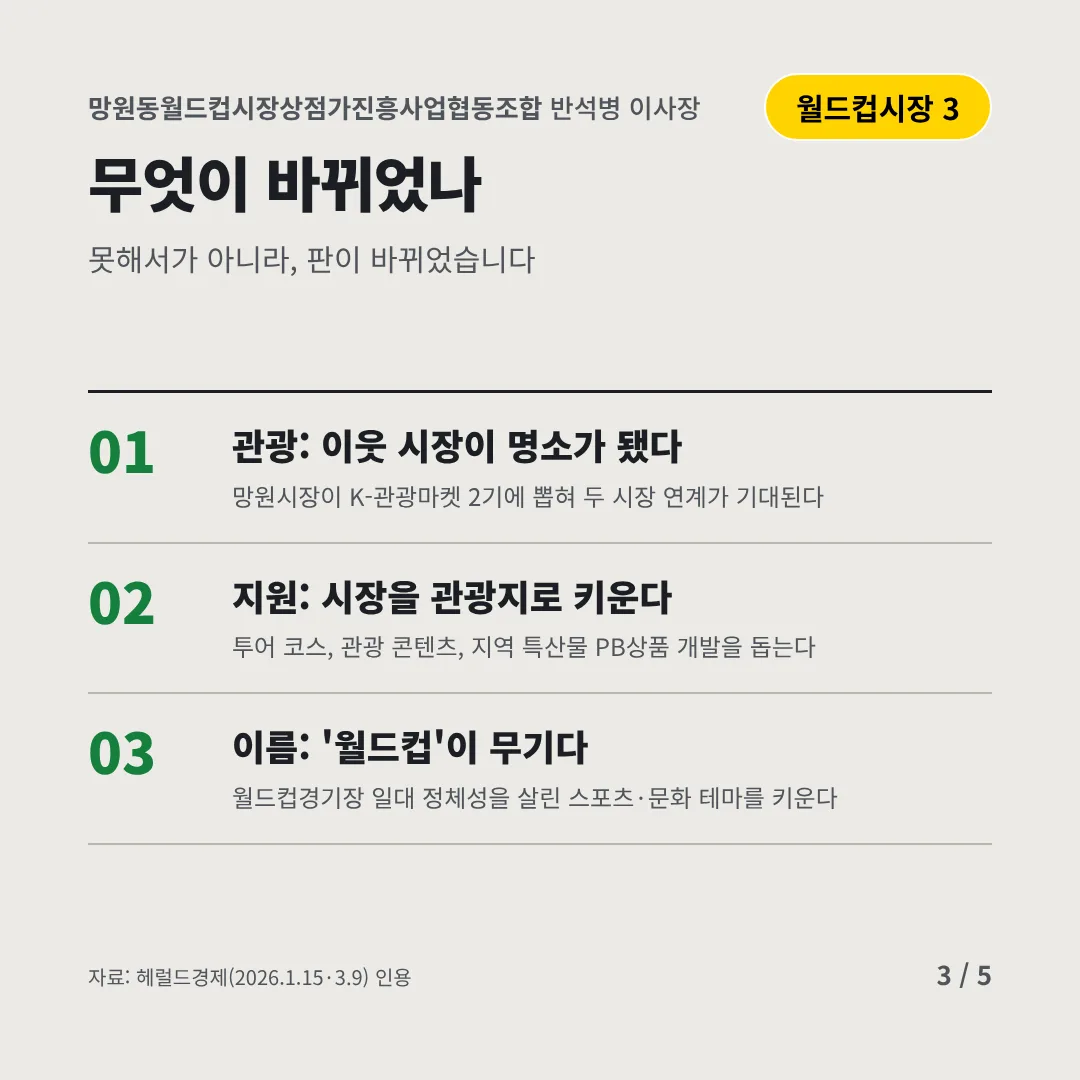 망원동월드컵시장상점가진흥사업협동조합 반석병 이사장
월드컵시장 3
무엇이 바뀌었나
못해서가 아니라, 판이 바뀌었습니다
01
관광: 이웃 시장이 명소가 됐다
망원시장이 K-관광마켓 2기에 뽑혀 두 시장 연계가 기대된다
02
지원: 시장을 관광지로 키운다
투어 코스, 관광 콘텐츠, 지역 특산물 PB상품 개발을 돕는다
03
이름: '월드컵'이 무기다
월드컵경기장 일대 정체성을 살린 스포츠·문화 테마를 키운다
자료: 헤럴드경제(2026.1.15·3.9) 인용
3 / 5